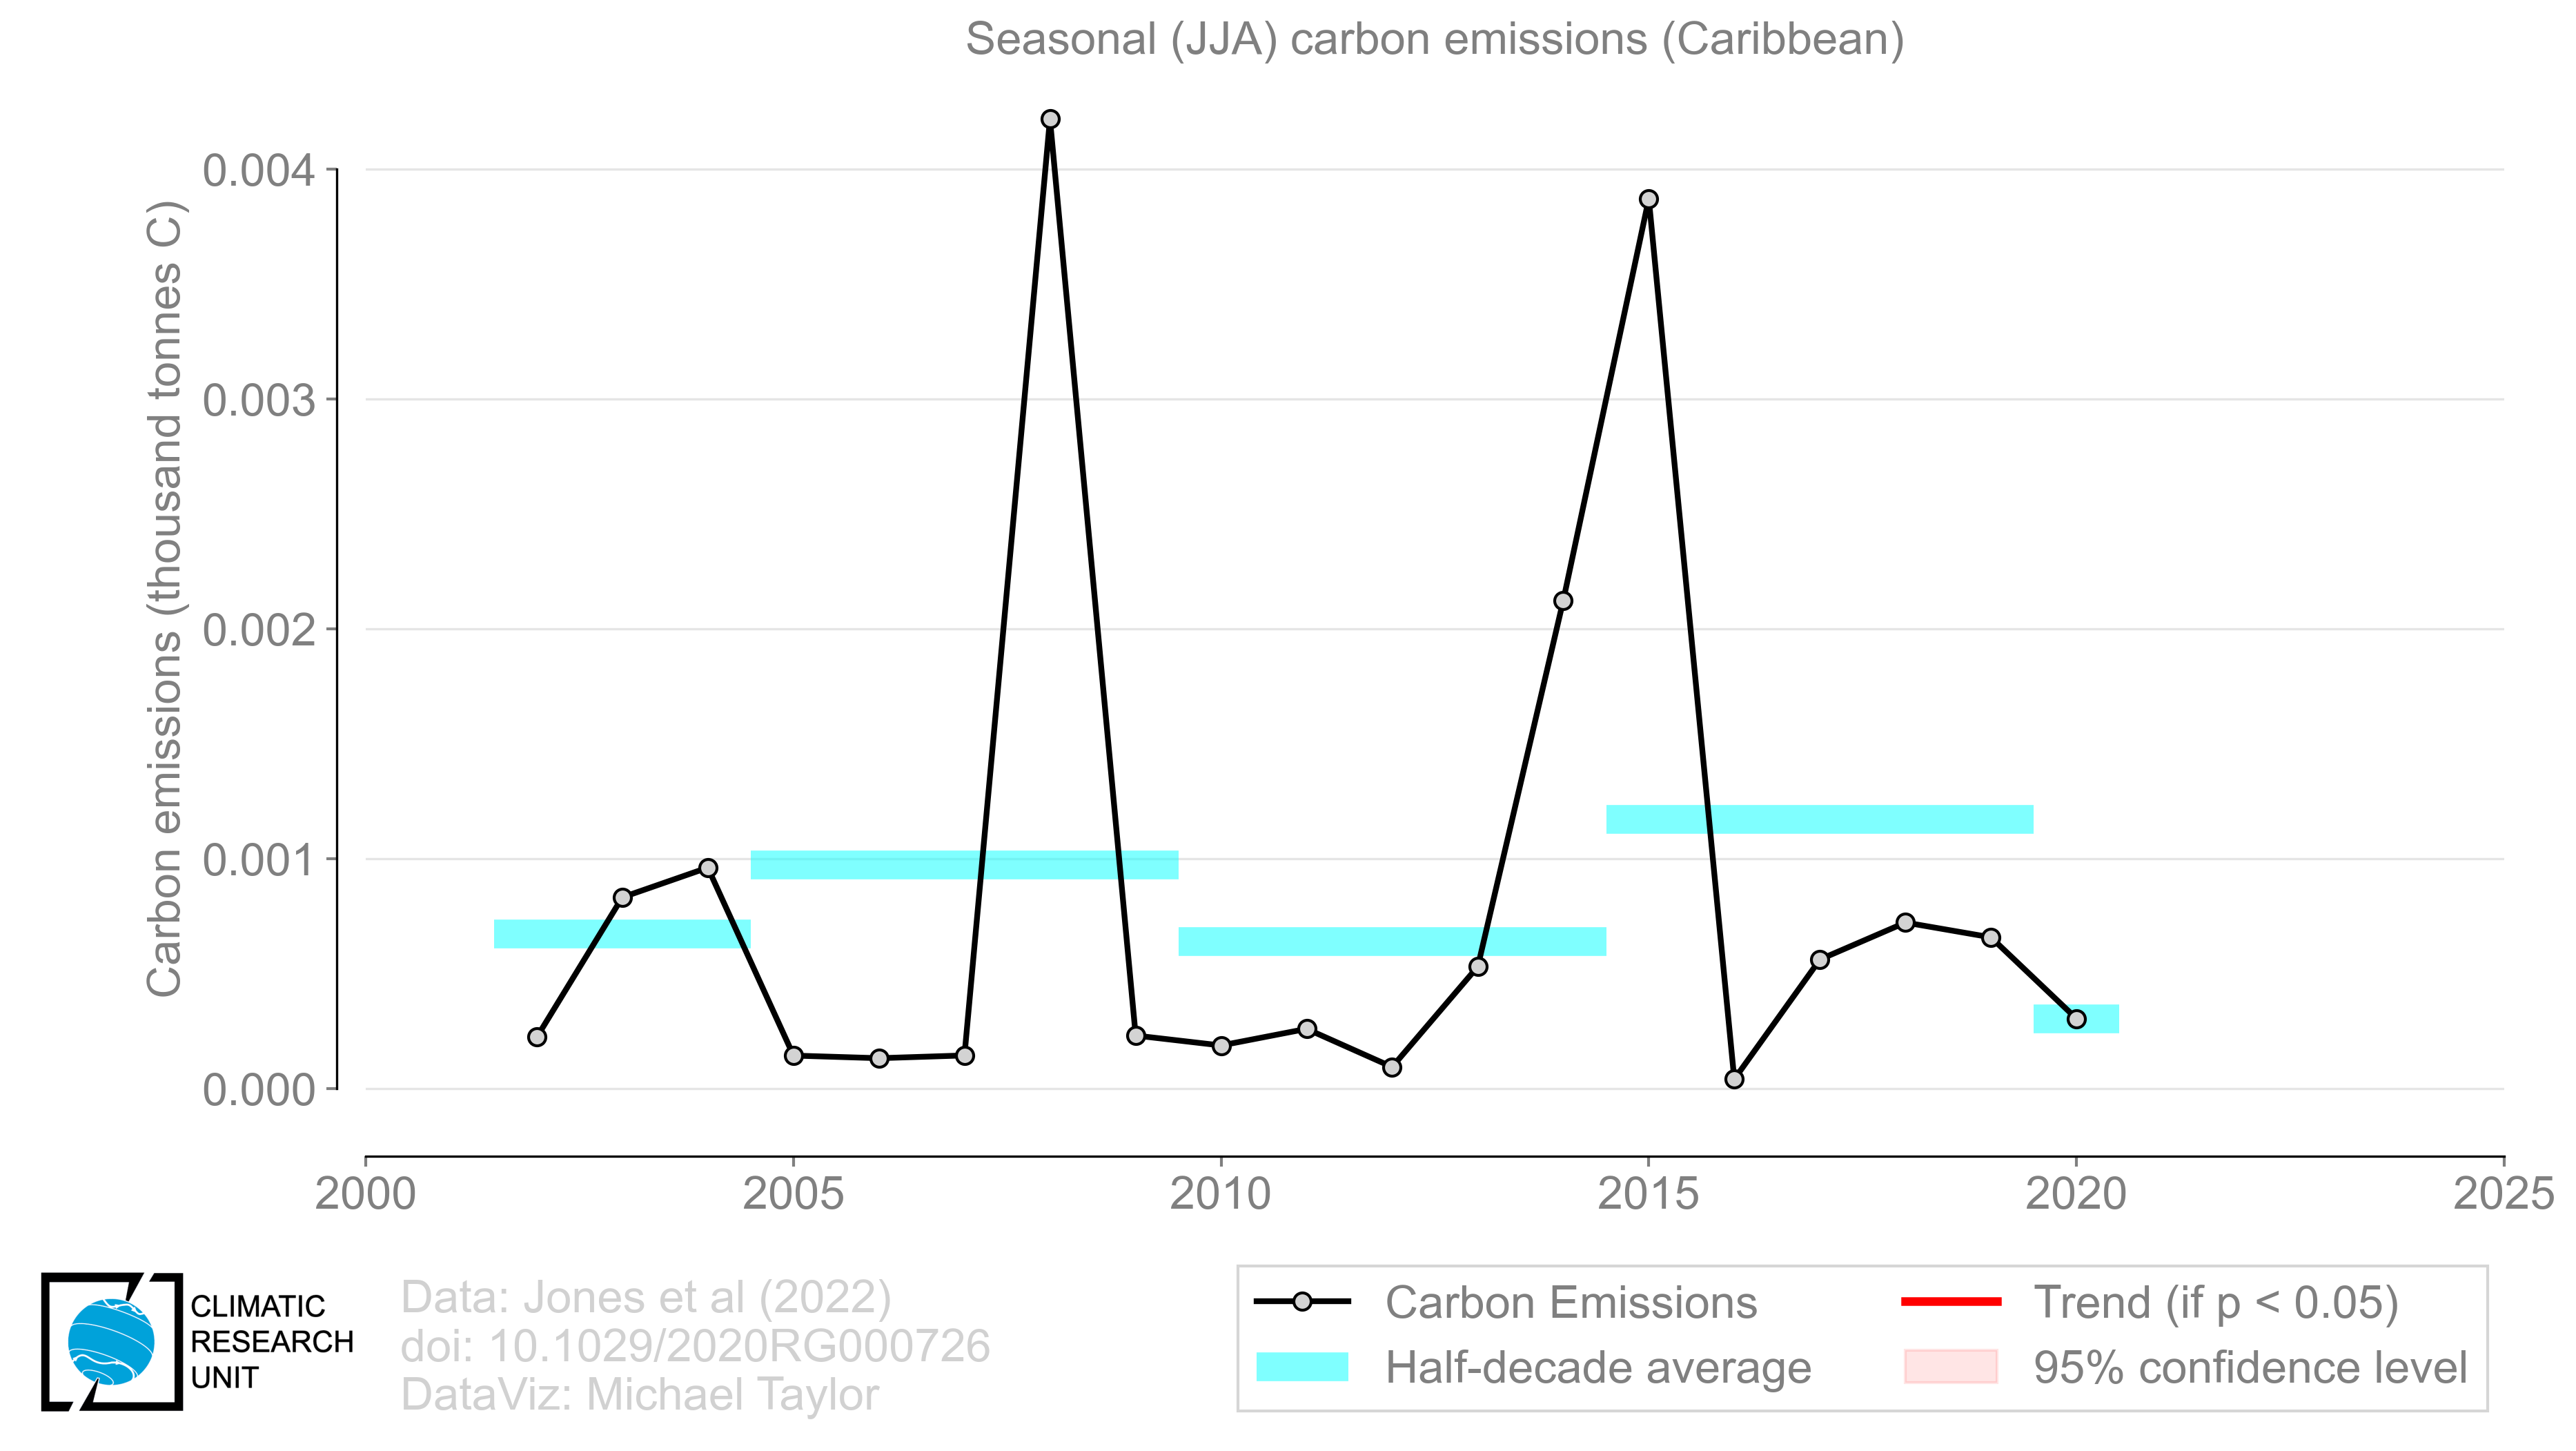 Seasonal (JJA) carbon emissions (Caribbean)
Carbon emissions (thousand tonnes C)
0.004
0.003
0.002
0.001
0.000
2000 2005 2010 2015 2020 2025
CLIMATIC
RESEARCH
UNIT
Data: Jones et al (2022)
doi: 10.1029/2020RG000726
DataViz: Michael Taylor
Carbon Emissions
Half-decade average
Trend (if p < 0.05)
95% confidence level